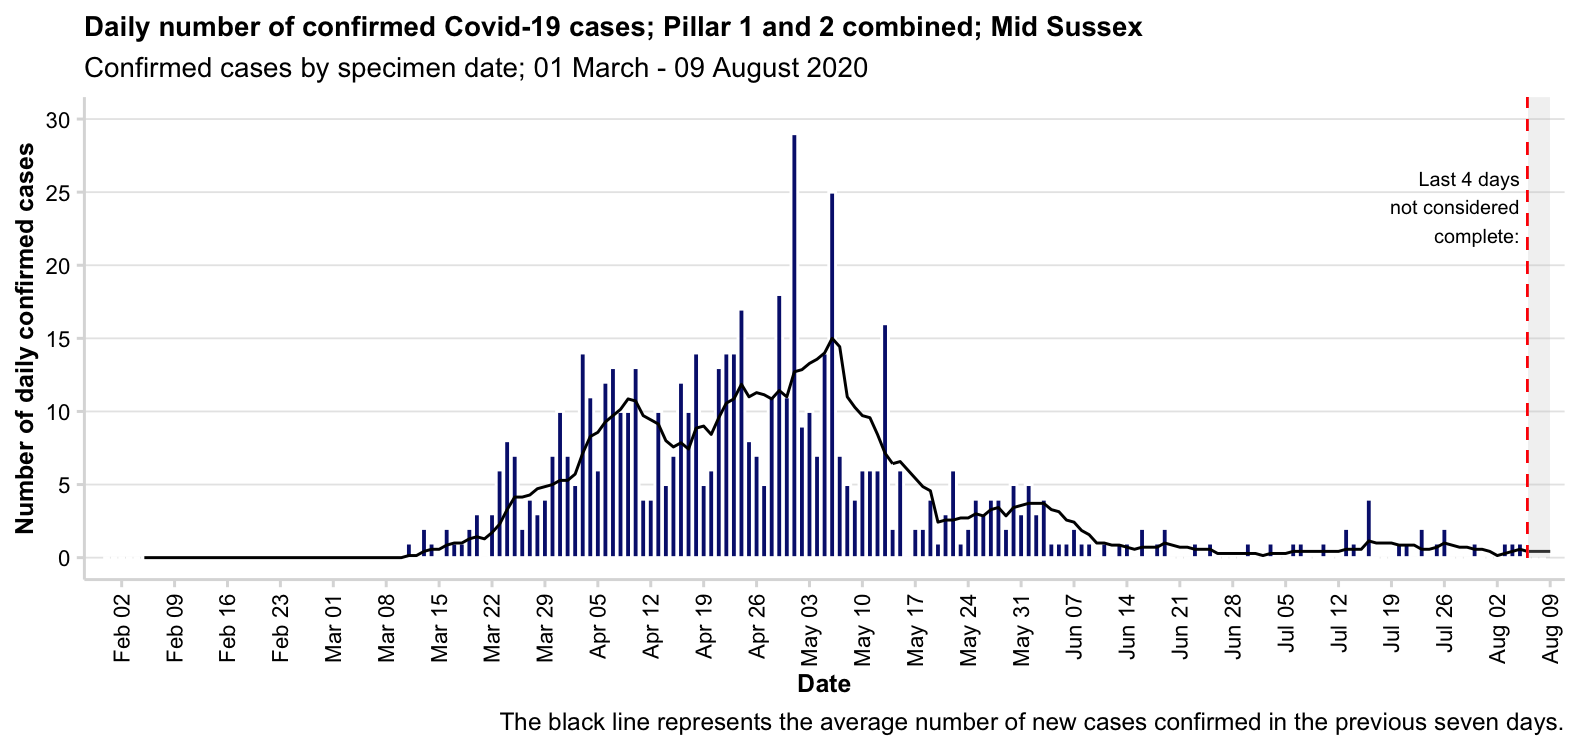 Daily number of confirmed Covid-19 cases; Pillar 1 and 2 combined; Mid Sussex
Confirmed cases by specimen date; 01 March - 09 August 2020
Number of daily confirmed cases
30
25
20
15
10
5
0
Last 4 days
not considered
complete:
Feb 02
Feb 09
Feb 16
Feb 23
Mar 01
Mar 08
Mar 15
Mar 22
Mar 29
Apr 05
Apr 12
Apr 19
Apr 26
May 03
May 10
May 17
May 24
May 31
Jun 07
Jun 14
Jun 21
Jun 28
Jul 05
Jul 12
Jul 19
Jul 26
Aug 02
Aug 09
Date
The black line represents the average number of new cases confirmed in the previous seven days.